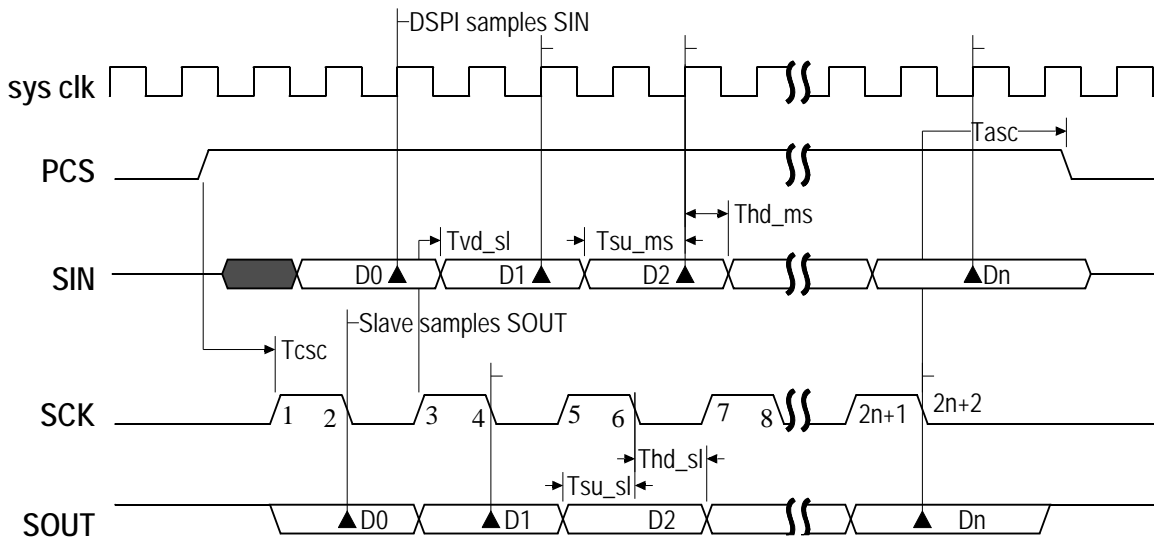 DSPI samples SIN
sys clk
Tasc
PCS
Thd_ms
Tvd_sl
Tsu_ms
SIN
D0
D1
D2
Dn
Slave samples SOUT
Tcsc
SCK
1
2
3
4
5
6
7
8
2n+1
2n+2
Thd_sl
Tsu_sl
SOUT
D0
D1
D2
Dn